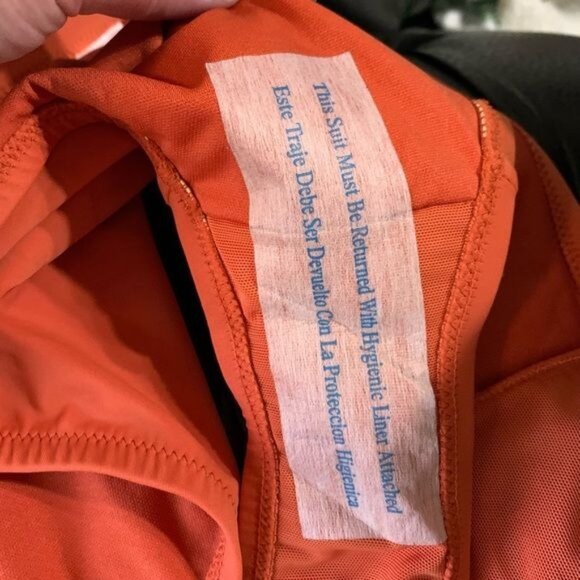 This Suit Must Be Returned With Hygienic Liner Attached
Este Traje Debe Ser Devuelto Con La Proteccion Higienica